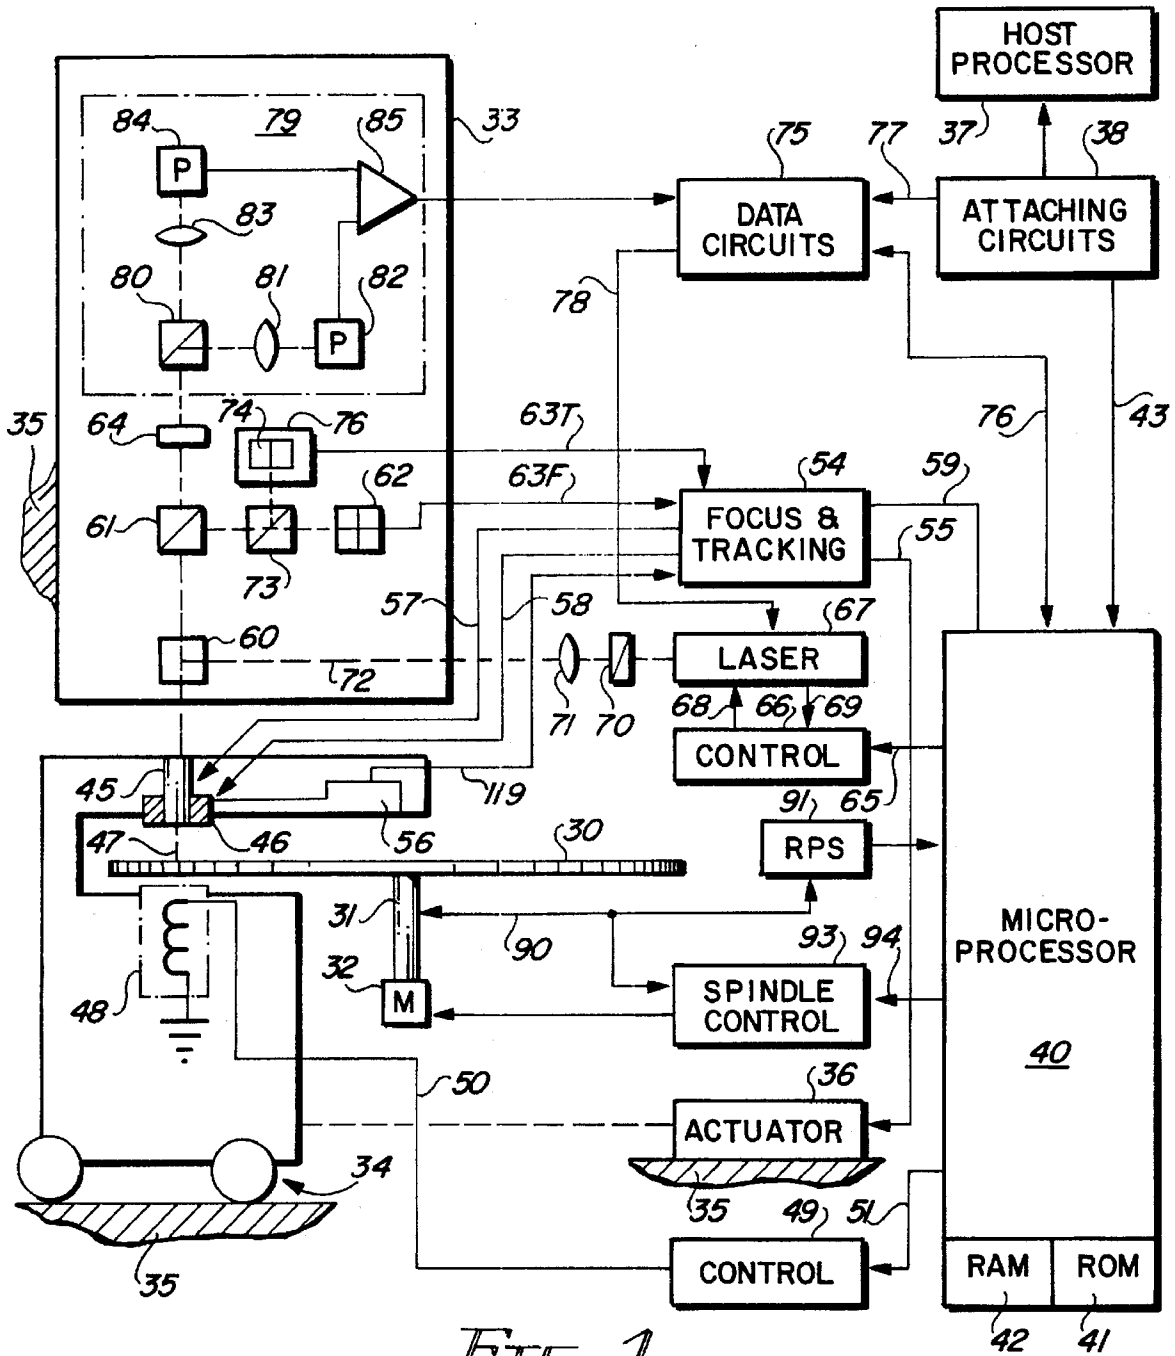 HOST
PROCESSOR
37
84
79
85
33
75
77
38
P
83
DATA
CIRCUITS
ATTACHING
CIRCUITS
80
81
82
78
P
74
76
63T
76
43
35
64
63F
62
54
59
61
FOCUS &
TRACKING
55
73
57
58
67
60
LASER
72
71
70
68
66
69
CONTROL
45
119
65
91
47
46
56
30
RPS
31
MICRO-
PROCESSOR
90
93
94
32
48
M
SPINDLE
CONTROL
40
50
36
ACTUATOR
34
35
49
51
35
CONTROL
RAM
ROM
42
41